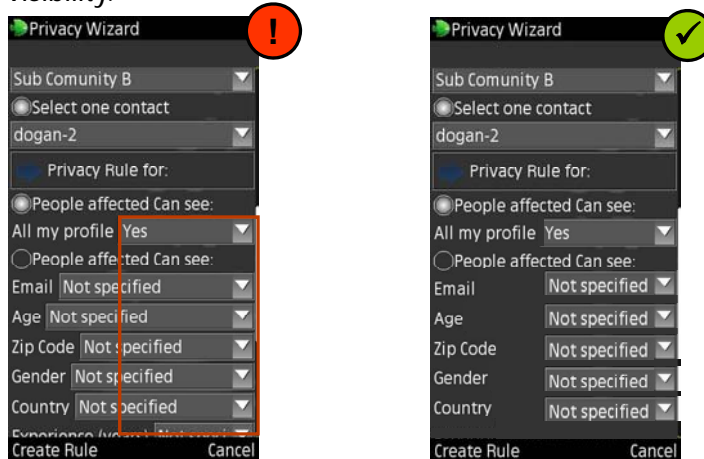 visibility.
Privacy Wizard
!
Sub Comunity B
Select one contact
dogan-2
Privacy Rule for:
People affected Can see:
All my profile Yes
People affected Can see:
Email Not specified
Age Not specified
Zip Code Not specified
Gender Not specified
Country Not specified
Experience (years)
Create Rule Cancel
Privacy Wizard
✓
Sub Comunity B
Select one contact
dogan-2
Privacy Rule for:
People affected Can see:
All my profile Yes
People affected Can see:
Email Not specified
Age Not specified
Zip Code Not specified
Gender Not specified
Country Not specified
Create Rule Cancel